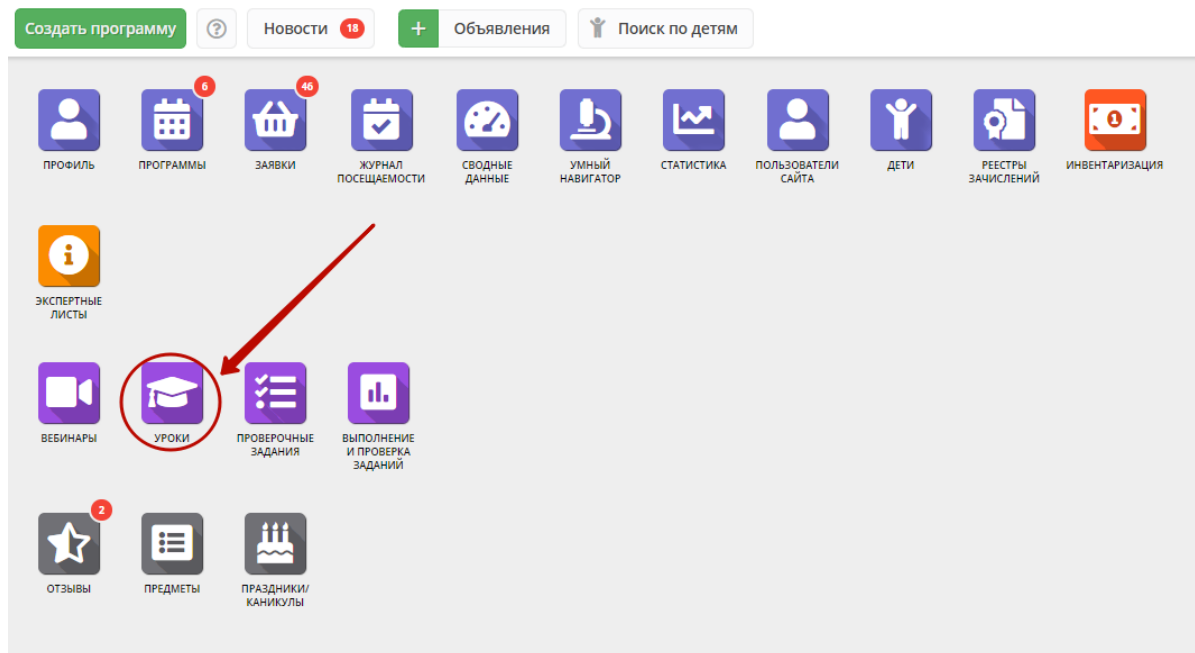 Создать программу
?
Новости 18
+ Объявления
Поиск по детям
6
46
ПРОФИЛЬ
ПРОГРАММЫ
ЗАЯВКИ
ЖУРНАЛ
ПОСЕЩАЕМОСТИ
СВОДНЫЕ
ДАННЫЕ
УМНЫЙ
НАВИГАТОР
СТАТИСТИКА
ПОЛЬЗОВАТЕЛИ
САЙТА
ДЕТИ
РЕЕСТРЫ
ЗАЧИСЛЕНИЙ
1
ИНВЕНТАРИЗАЦИЯ
i
ЭКСПЕРТНЫЕ
ЛИСТЫ
ВЕБИНАРЫ
УРОКИ
ПРОВЕРОЧНЫЕ
ЗАДАНИЯ
ВЫПОЛНЕНИЕ
И ПРОВЕРКА
ЗАДАНИЙ
2
ОТЗЫВЫ
ПРЕДМЕТЫ
ПРАЗДНИКИ/
КАНИКУЛЫ